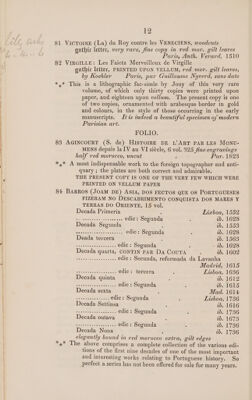 12
81 VICTOIRE (La) du Roy contre les VENECIENS, woodcuts
gothic letter, very rare, fine copy in red mor. gilt leaves
Paris, Anth. Verard. 1510
82 VIRGILLE: Les Faicts Merveilleux de Virgille
gothic letter, PRINTED UPON VELLUM, red mor. gilt leaves,
by Koehler Paris, par Guillaume Nyverd, sans date
*** This is a lithographic fac-simile by Jouy of this very rare
volume, of which only thirty copies were printed upon
paper, and eighteen upon vellum. The present copy is one
of two copies, ornamented with arabesque border in gold
and colours, in the style of those occurring in the early
manuscripts. It is indeed a beautiful specimen of modern
Parisian art.
FOLIO.
83 AGINCOURT (S. de) HISTOIRE DE L'ART PAR LES MONU-
MENS depuis la IV au VI siècle, 6 vol. 325 fine engravings
half red morocco, uncut Par. 1823
*** A most indispensable work to the foreign topographer and anti-
quary; the plates are both correct and admirable.
THE PRESENT COPY IS ONE OF THE VERY FEW WHICH WERE
PRINTED ON VELLUM PAPER
84 BARROS (JOAM DE) ASIA, DOS FECTOS QUE OS PORTUGUESES
FIZERAM NO DESCABRIMENTO CONQUISTA DOS MARES Y
TERRAS DO ORIENTE, 15 vol.
Decada Primeria Lisboa, 1552
........................ edic: Segunda ib. 1628
Decada Segunda ib. 1553
........................ edic: Segunda ib. 1628
Deada terceera ib. 1563
........................ edic: Segunda ib. 1628
Decada quarta, CONTIN PAR DA COUTA ib. 1602
........................ edic: Segunda, reformada da Lavanha
Madrid, 1615
........................ edic: tercera Lisboa, 1636
Decada quinta ib. 1612
........................ edic: Segunda ib. 1615
Decada sexta Mad. 1614
........................ edic: Segunda Lisboa, 1736
Decada Settima ib. 1616
........................ edic: Segunda ib. 1736
Decada outava ib. 1673
........................ edic: Segunda ib. 1736
Decada Nona ib. 1736
elegantly bound in red morocco extra, gilt edges
*** The above comprises a complete collection of the various edi-
tions of the first nine decades of one of the most important
and interesting works relating to Portuguese history. So
perfect a series has not been offered for sale for many years.